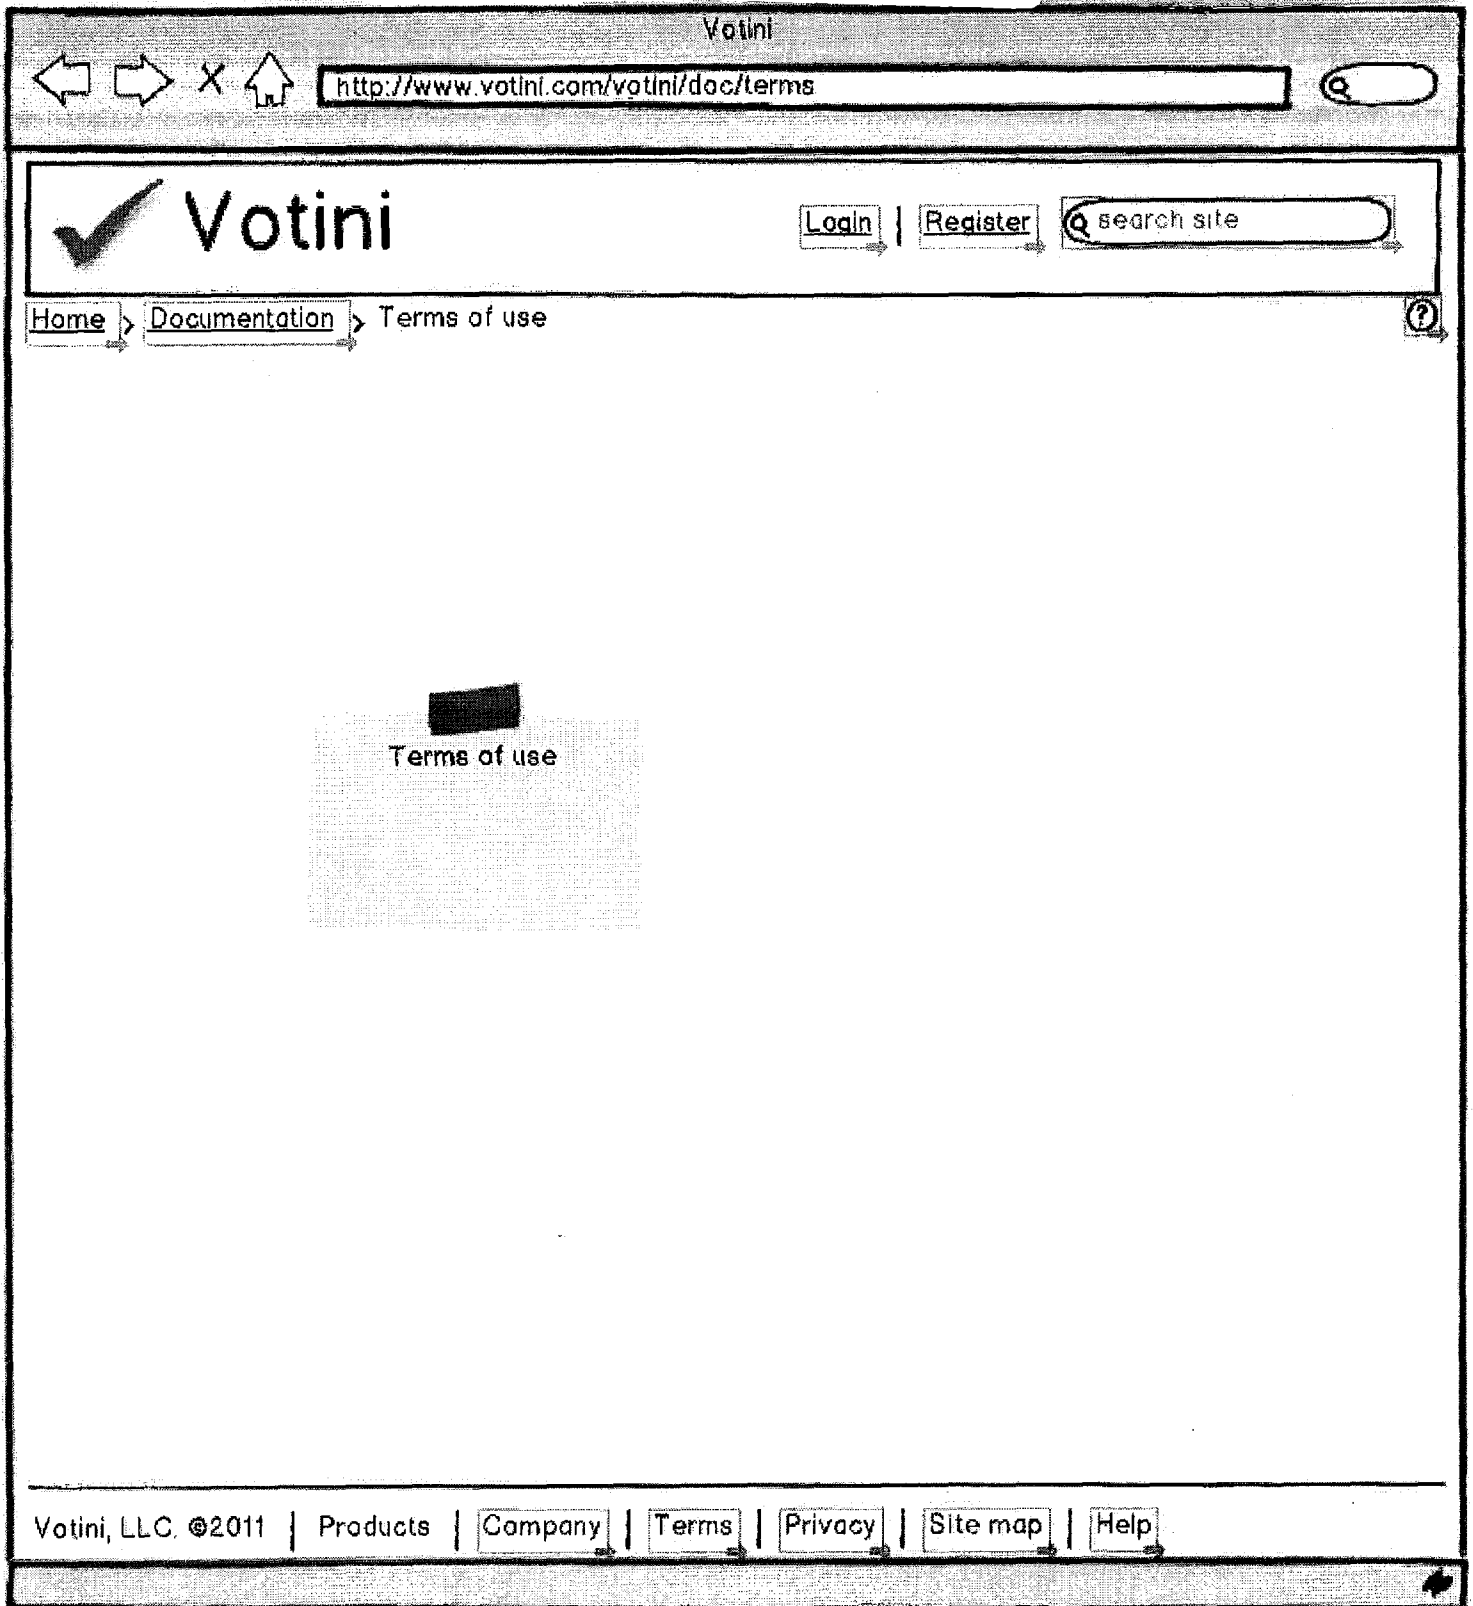 Votini
http://www.votini.com/votini/doc/terms
Votini Login | Register search site
Home > Documentation > Terms of use ?
Terms of use
Votini, LLC. ©2011 | Products | Company | Terms | Privacy | Site map | Help